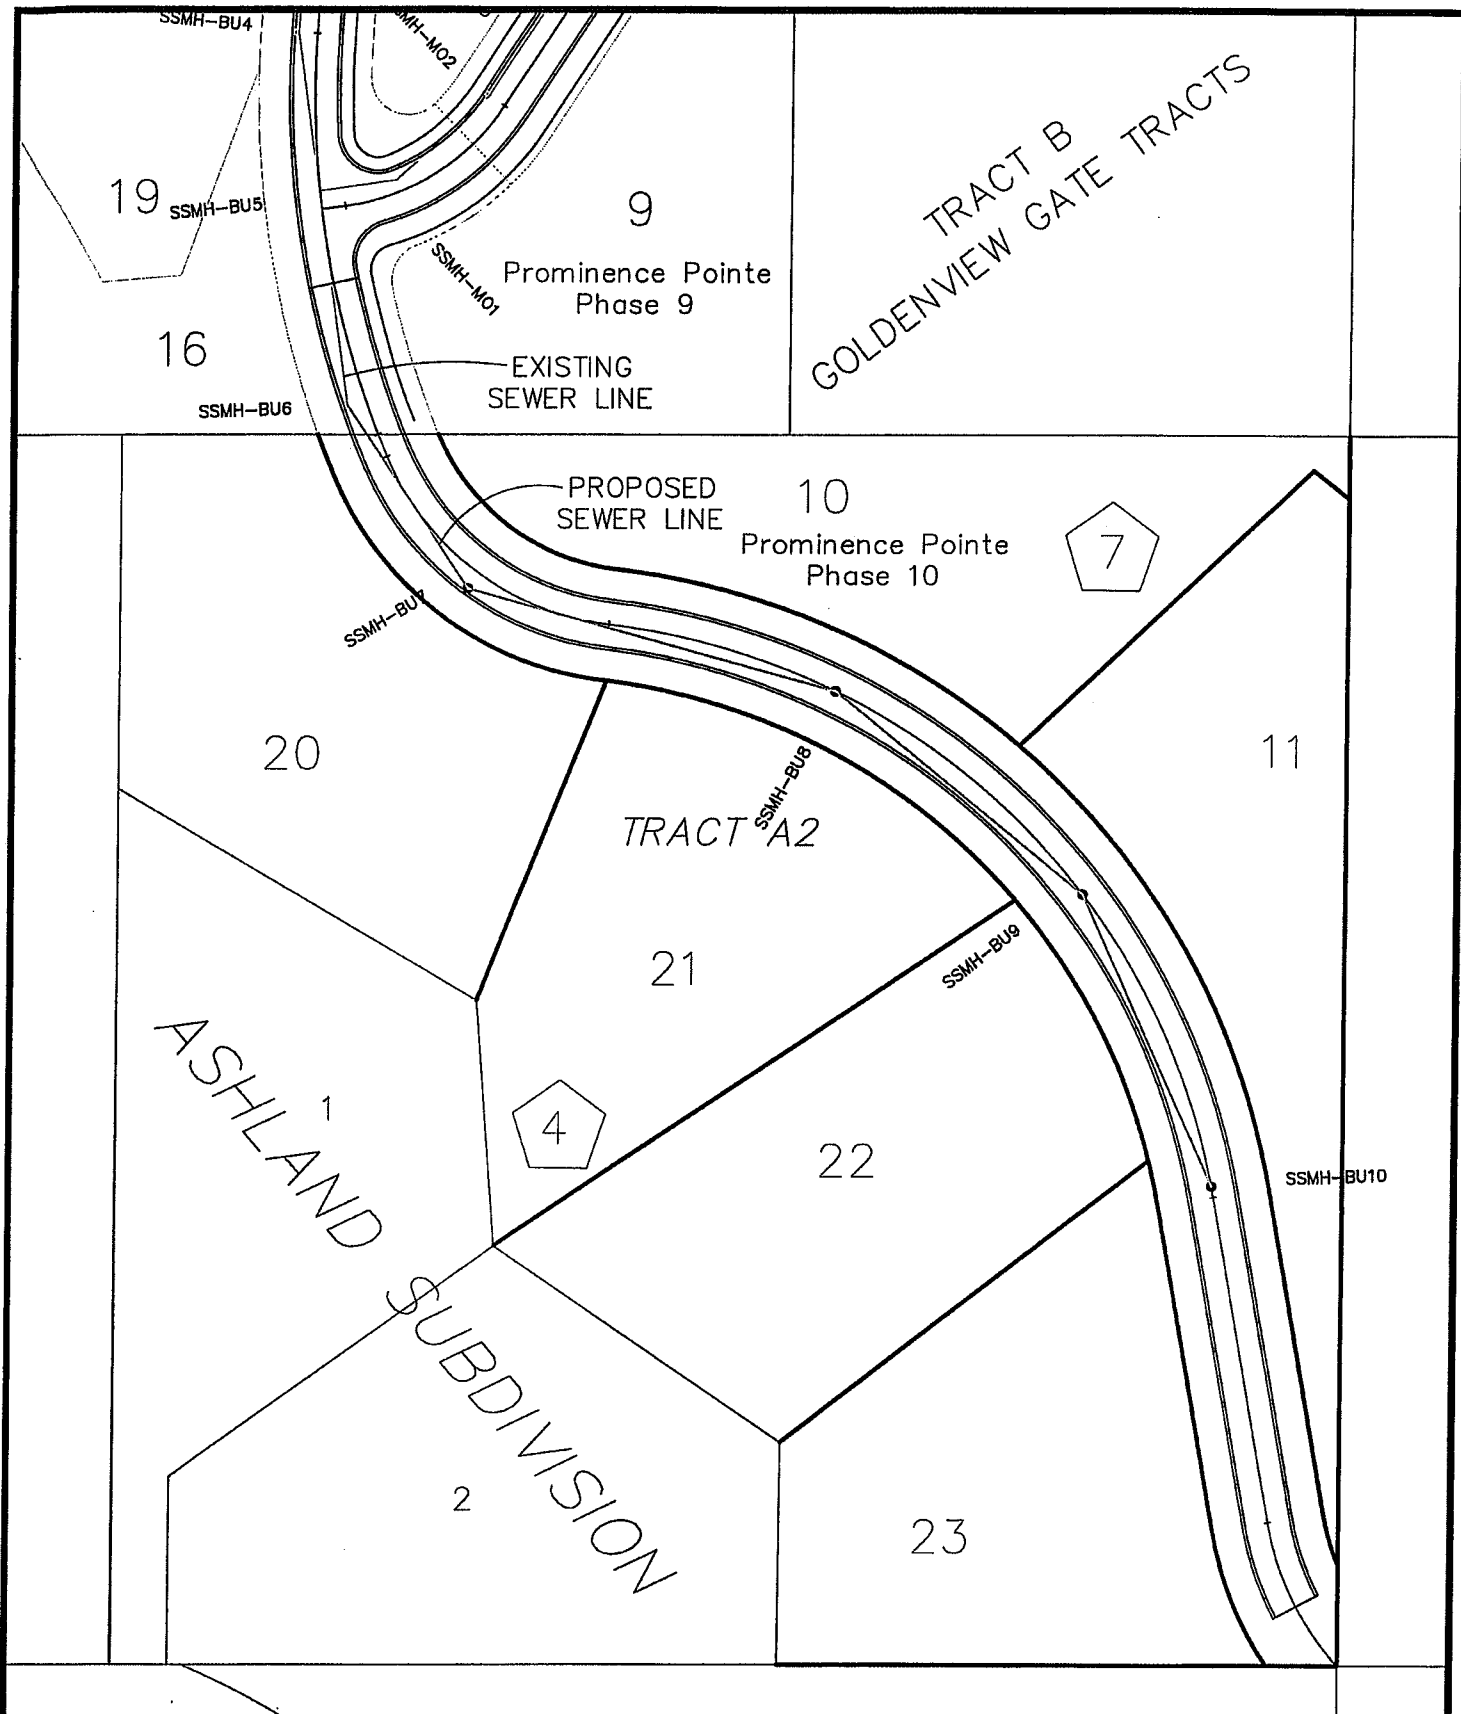 SSMH-BU4
SSMH-MO2
TRACT B
GOLDENVIEW GATE TRACTS
19
SSMH-BU5
9
SSMH-MO1
Prominence Pointe
Phase 9
16
EXISTING
SEWER LINE
SSMH-BU6
PROPOSED
SEWER LINE
10
Prominence Pointe
Phase 10
7
SSMH-BU7
20
11
SSMH-BU8
TRACT A2
21
SSMH-BU9
ASHLAND SUBDIVISION
1
4
22
SSMH-BU10
2
23